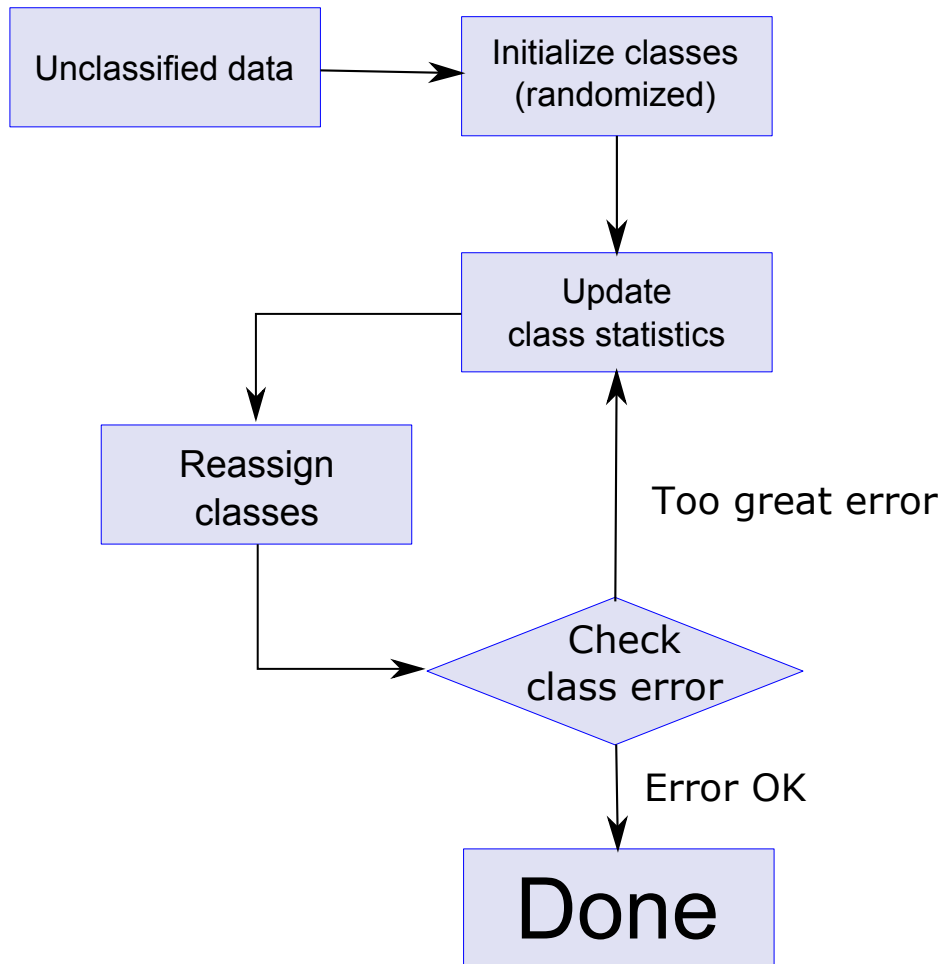 Unclassified data
Initialize classes
(randomized)
Update
class statistics
Reassign
classes
Too great error
Check
class error
Error OK
Done